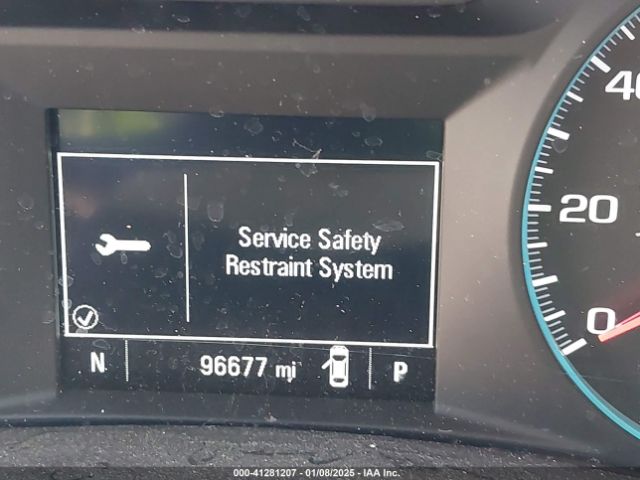 40
20
0
Service Safety
Restraint System
N 96677 mi P
000-41281207 - 01/08/2025 - IAA Inc.